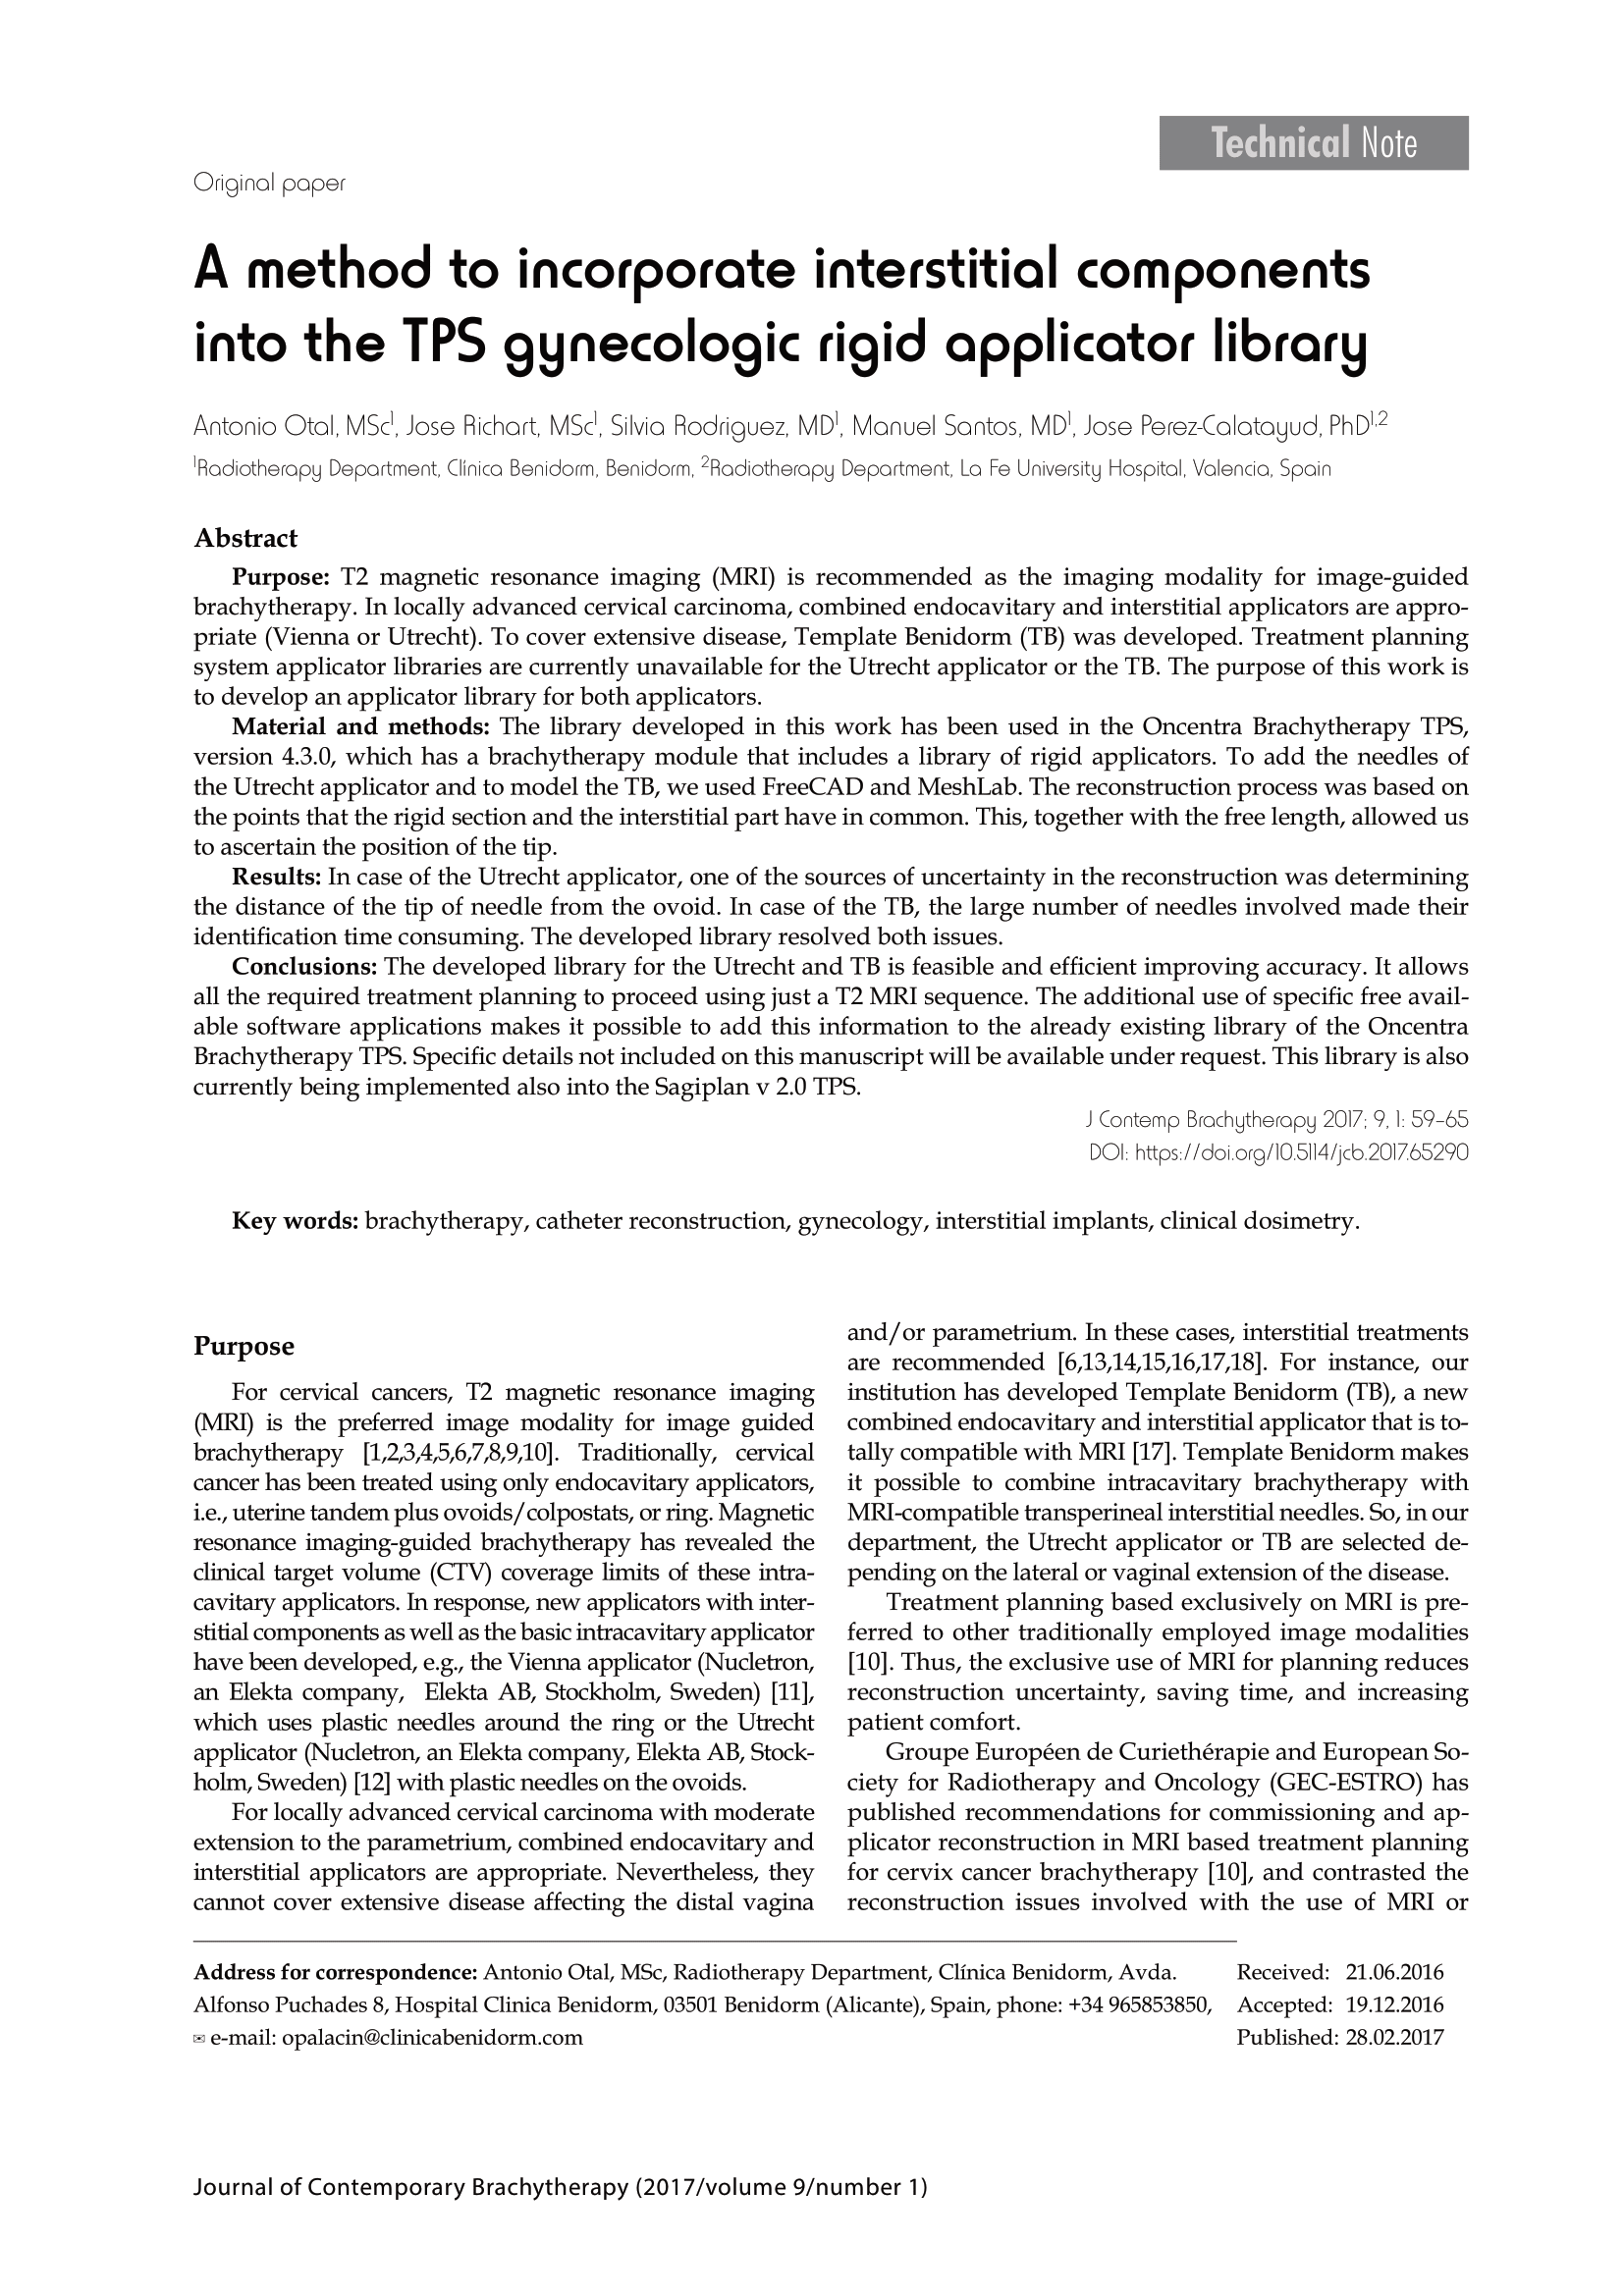 Technical Note
Original paper
A method to incorporate interstitial components
into the TPS gynecologic rigid applicator library
Antonio Otal, MSc1, Jose Richart, MSc1, Silvia Rodriguez, MD1, Manuel Santos, MD1, Jose Perez-Calatayud, PhD1,2
1Radiotherapy Department, Clínica Benidorm, Benidorm, 2Radiotherapy Department, La Fe University Hospital, Valencia, Spain
Abstract
Purpose: T2 magnetic resonance imaging (MRI) is recommended as the imaging modality for image-guided
brachytherapy. In locally advanced cervical carcinoma, combined endocavitary and interstitial applicators are appro-
priate (Vienna or Utrecht). To cover extensive disease, Template Benidorm (TB) was developed. Treatment planning
system applicator libraries are currently unavailable for the Utrecht applicator or the TB. The purpose of this work is
to develop an applicator library for both applicators.
Material and methods: The library developed in this work has been used in the Oncentra Brachytherapy TPS,
version 4.3.0, which has a brachytherapy module that includes a library of rigid applicators. To add the needles of
the Utrecht applicator and to model the TB, we used FreeCAD and MeshLab. The reconstruction process was based on
the points that the rigid section and the interstitial part have in common. This, together with the free length, allowed us
to ascertain the position of the tip.
Results: In case of the Utrecht applicator, one of the sources of uncertainty in the reconstruction was determining
the distance of the tip of needle from the ovoid. In case of the TB, the large number of needles involved made their
identification time consuming. The developed library resolved both issues.
Conclusions: The developed library for the Utrecht and TB is feasible and efficient improving accuracy. It allows
all the required treatment planning to proceed using just a T2 MRI sequence. The additional use of specific free avail-
able software applications makes it possible to add this information to the already existing library of the Oncentra
Brachytherapy TPS. Specific details not included on this manuscript will be available under request. This library is also
currently being implemented also into the Sagiplan v 2.0 TPS.
J Contemp Brachytherapy 2017; 9, 1: 59–65
DOI: https://doi.org/10.5114/jcb.2017.65290
Key words: brachytherapy, catheter reconstruction, gynecology, interstitial implants, clinical dosimetry.
Purpose
For cervical cancers, T2 magnetic resonance imaging
(MRI) is the preferred image modality for image guided
brachytherapy [1,2,3,4,5,6,7,8,9,10]. Traditionally, cervical
cancer has been treated using only endocavitary applicators,
i.e., uterine tandem plus ovoids/colpostats, or ring. Magnetic
resonance imaging-guided brachytherapy has revealed the
clinical target volume (CTV) coverage limits of these intra-
cavitary applicators. In response, new applicators with inter-
stitial components as well as the basic intracavitary applicator
have been developed, e.g., the Vienna applicator (Nucletron,
an Elekta company, Elekta AB, Stockholm, Sweden) [11],
which uses plastic needles around the ring or the Utrecht
applicator (Nucletron, an Elekta company, Elekta AB, Stock-
holm, Sweden) [12] with plastic needles on the ovoids.
For locally advanced cervical carcinoma with moderate
extension to the parametrium, combined endocavitary and
interstitial applicators are appropriate. Nevertheless, they
cannot cover extensive disease affecting the distal vagina
and/or parametrium. In these cases, interstitial treatments
are recommended [6,13,14,15,16,17,18]. For instance, our
institution has developed Template Benidorm (TB), a new
combined endocavitary and interstitial applicator that is to-
tally compatible with MRI [17]. Template Benidorm makes
it possible to combine intracavitary brachytherapy with
MRI-compatible transperineal interstitial needles. So, in our
department, the Utrecht applicator or TB are selected de-
pending on the lateral or vaginal extension of the disease.
Treatment planning based exclusively on MRI is pre-
ferred to other traditionally employed image modalities
[10]. Thus, the exclusive use of MRI for planning reduces
reconstruction uncertainty, saving time, and increasing
patient comfort.
Groupe Européen de Curiethérapie and European So-
ciety for Radiotherapy and Oncology (GEC-ESTRO) has
published recommendations for commissioning and ap-
plicator reconstruction in MRI based treatment planning
for cervix cancer brachytherapy [10], and contrasted the
reconstruction issues involved with the use of MRI or
Address for correspondence: Antonio Otal, MSc, Radiotherapy Department, Clínica Benidorm, Avda.
Alfonso Puchades 8, Hospital Clinica Benidorm, 03501 Benidorm (Alicante), Spain, phone: +34 965853850,
✉ e-mail: opalacin@clinicabenidorm.com
Received: 21.06.2016
Accepted: 19.12.2016
Published: 28.02.2017
Journal of Contemporary Brachytherapy (2017/volume 9/number 1)